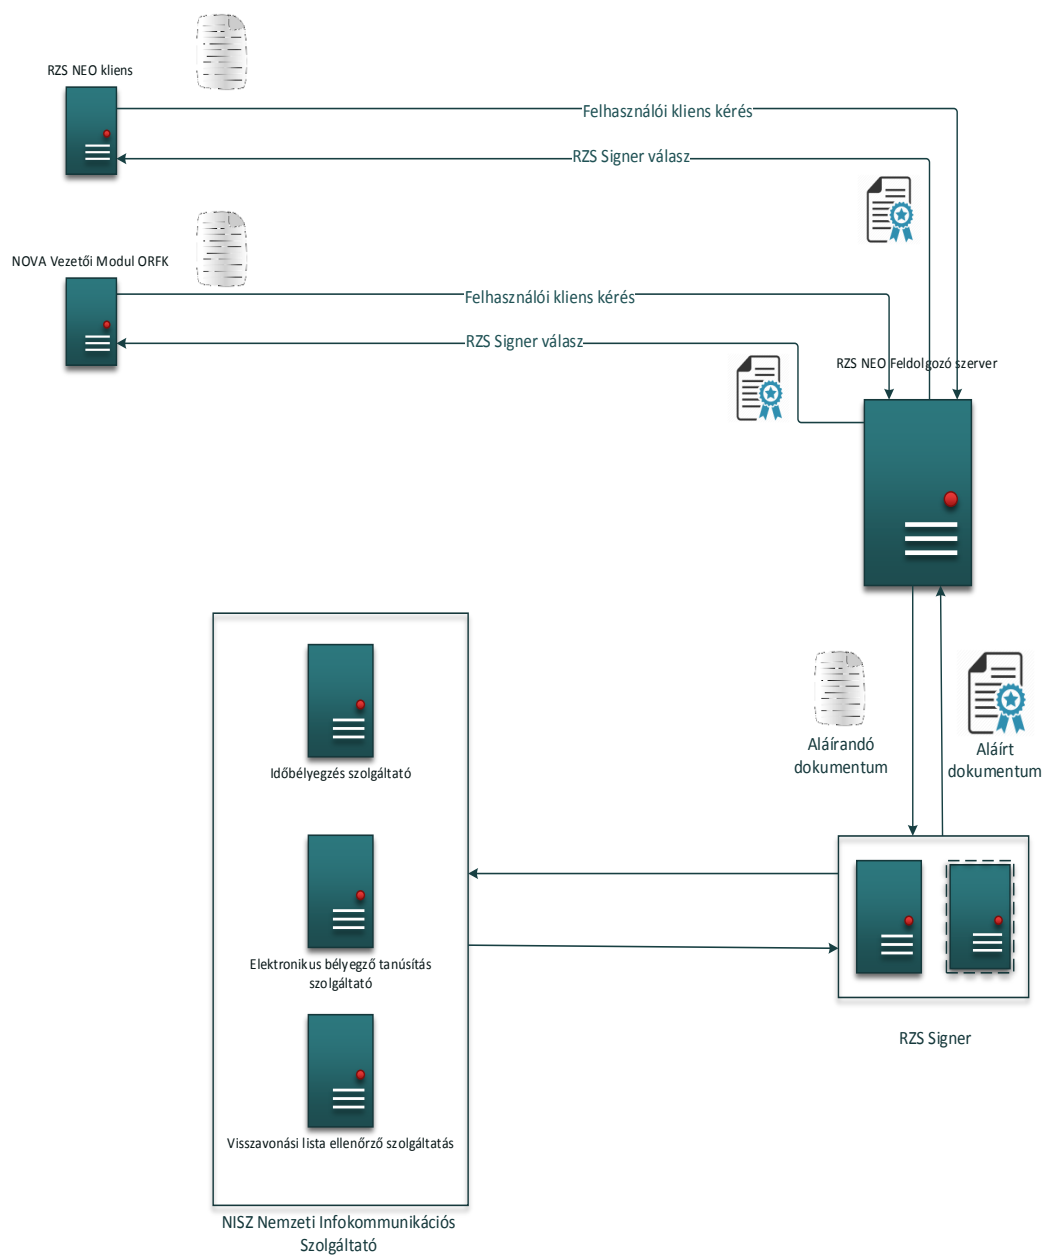 RZS NEO kliens
Felhasználói kliens kérés
RZS Signer válasz
NOVA Vezetői Modul ORFK
Felhasználói kliens kérés
RZS Signer válasz
RZS NEO Feldolgozó szerver
Aláírandó
dokumentum
Aláírt
dokumentum
Időbélyegzés szolgáltató
Elektronikus bélyegző tanúsítás
szolgáltató
RZS Signer
Visszavonási lista ellenőrző szolgáltatás
NISZ Nemzeti Infokommunikációs
Szolgáltató